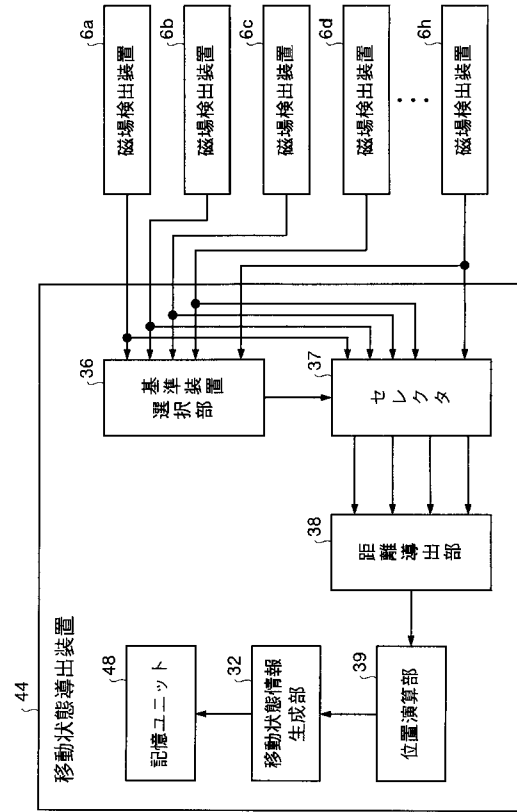 44
移動状態導出装置
48
記憶ユニット
32
移動状態情報
生成部
39
位置演算部
38
距離導出部
36
基準装置
選択部
37
セレクタ
6a
磁場検出装置
6b
磁場検出装置
6c
磁場検出装置
6d
磁場検出装置
...
6h
磁場検出装置